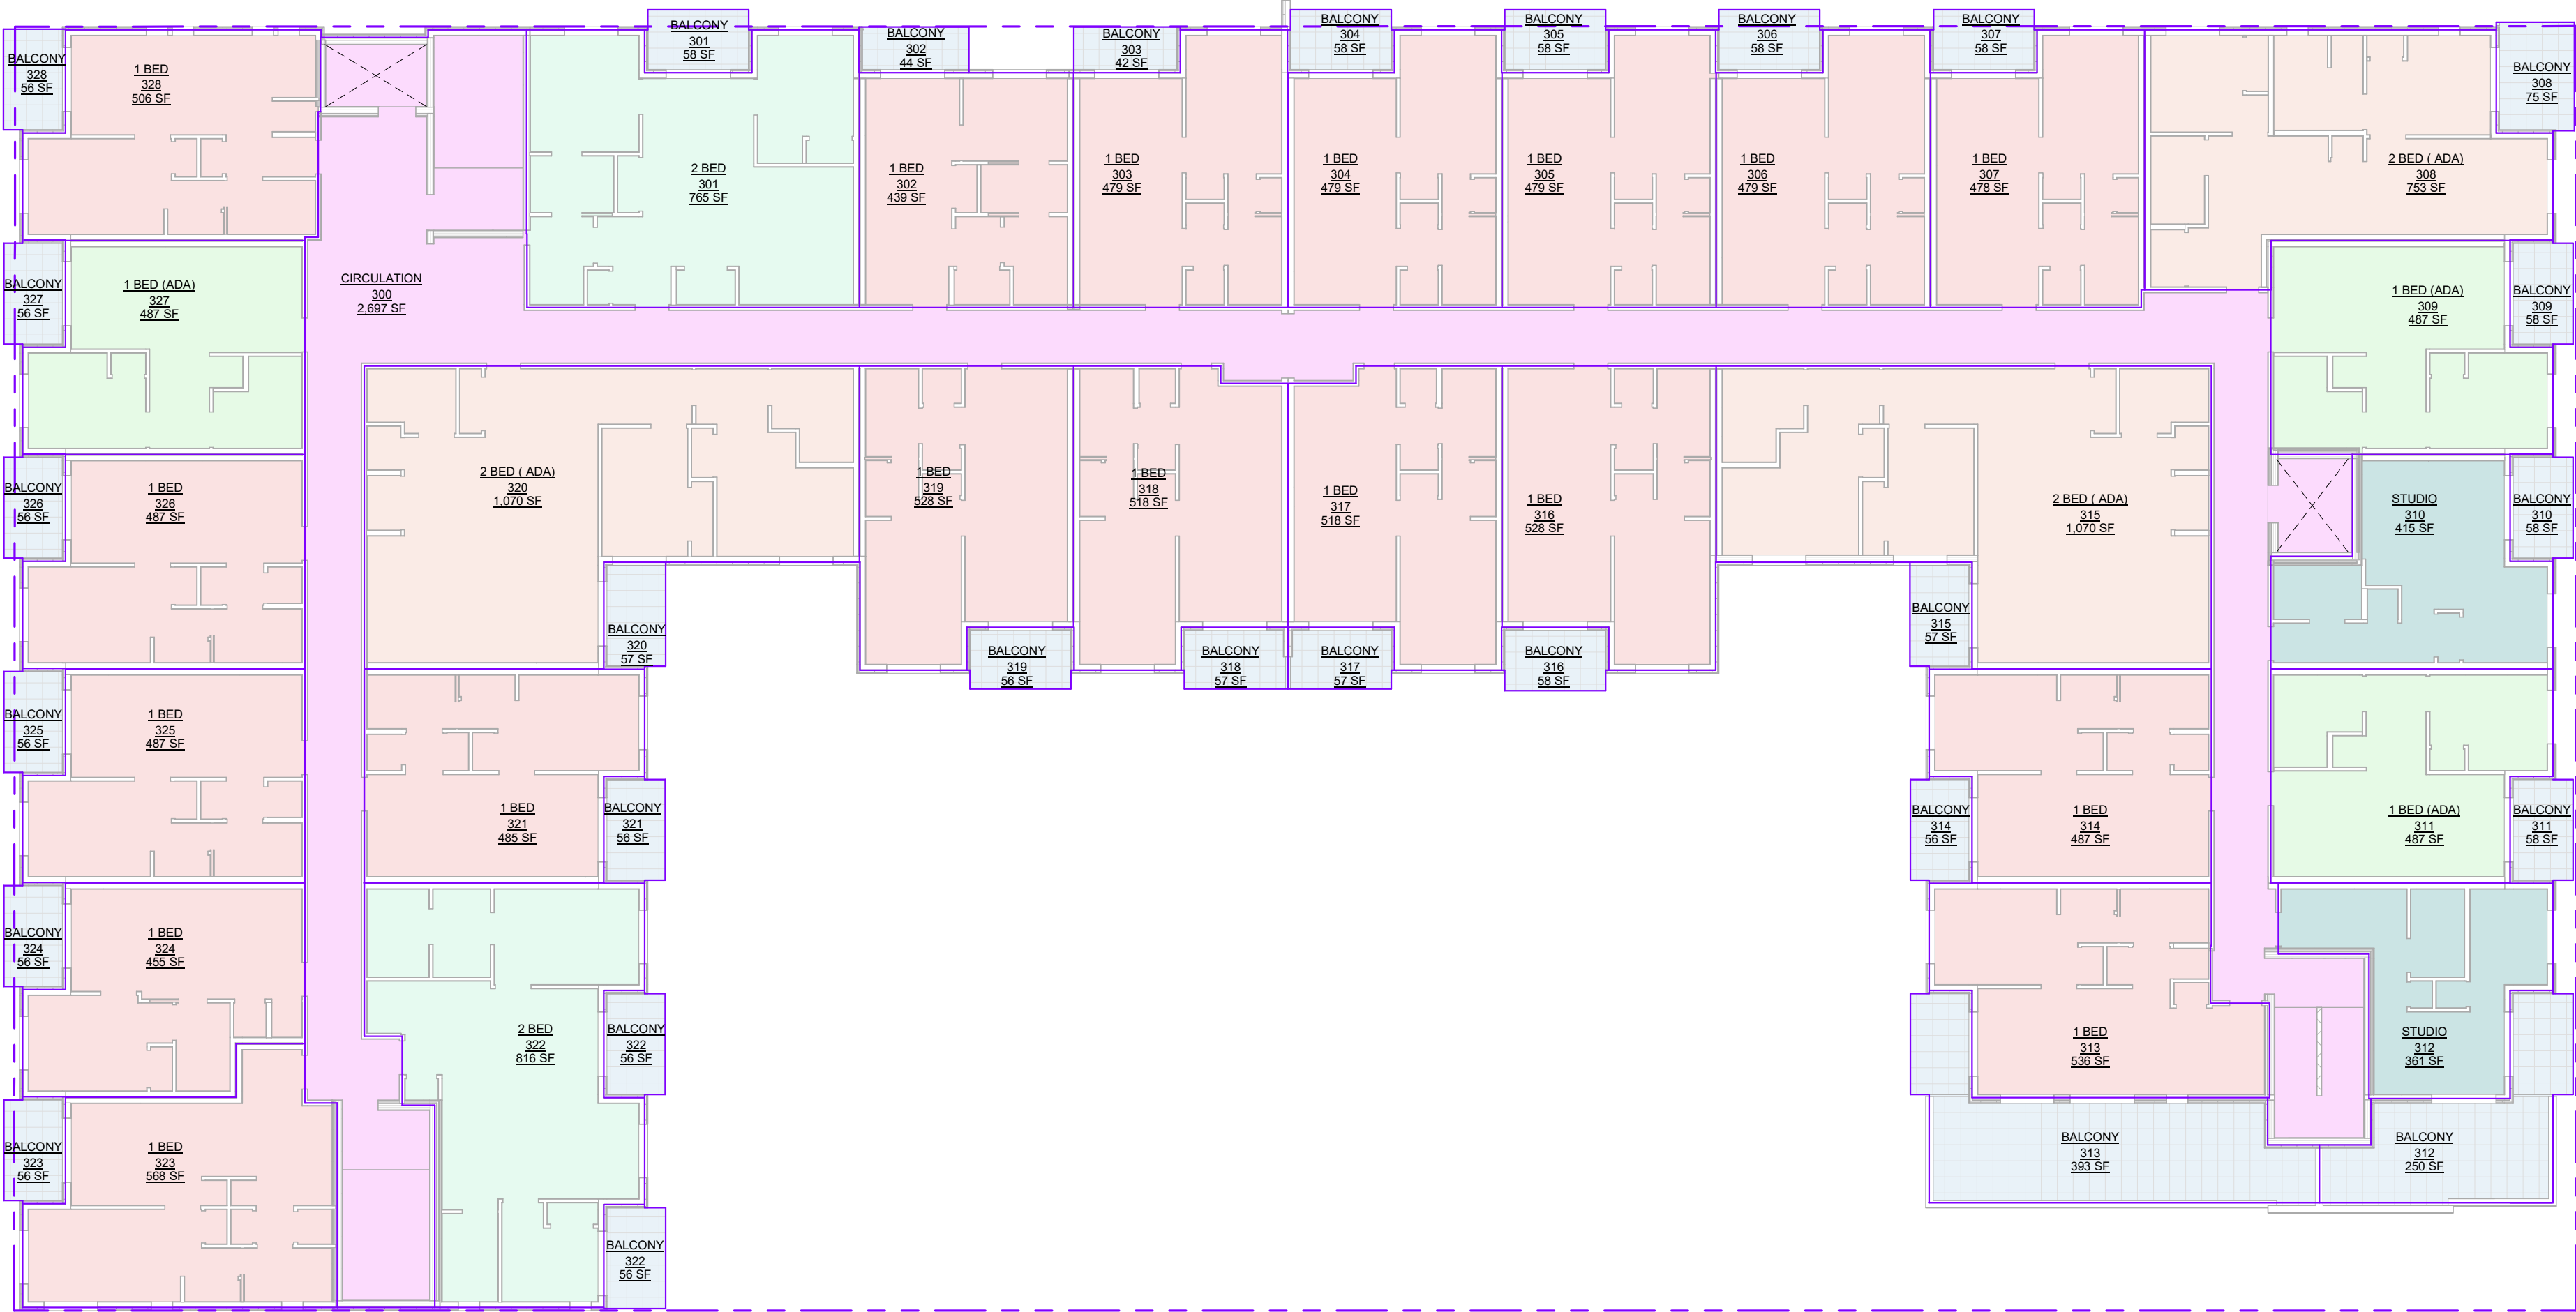 BALCONY
328
56 SF
1 BED
328
506 SF
BALCONY
301
58 SF
2 BED
301
765 SF
BALCONY
302
44 SF
1 BED
302
439 SF
BALCONY
303
42 SF
1 BED
303
479 SF
BALCONY
304
58 SF
1 BED
304
479 SF
BALCONY
305
58 SF
1 BED
305
479 SF
BALCONY
306
58 SF
1 BED
306
479 SF
BALCONY
307
58 SF
1 BED
307
478 SF
2 BED ( ADA)
308
753 SF
BALCONY
308
75 SF
BALCONY
327
56 SF
1 BED (ADA)
327
487 SF
CIRCULATION
300
2,697 SF
1 BED (ADA)
309
487 SF
BALCONY
309
58 SF
BALCONY
326
56 SF
1 BED
326
487 SF
2 BED ( ADA)
320
1,070 SF
1 BED
319
528 SF
1 BED
318
518 SF
1 BED
317
518 SF
1 BED
316
528 SF
2 BED ( ADA)
315
1,070 SF
STUDIO
310
415 SF
BALCONY
310
58 SF
BALCONY
320
57 SF
BALCONY
319
56 SF
BALCONY
318
57 SF
BALCONY
317
57 SF
BALCONY
316
58 SF
BALCONY
315
57 SF
BALCONY
325
56 SF
1 BED
325
487 SF
1 BED
321
485 SF
BALCONY
321
56 SF
BALCONY
314
56 SF
1 BED
314
487 SF
1 BED (ADA)
311
487 SF
BALCONY
311
58 SF
BALCONY
324
56 SF
1 BED
324
455 SF
2 BED
322
816 SF
BALCONY
322
56 SF
1 BED
313
536 SF
STUDIO
312
361 SF
BALCONY
323
56 SF
1 BED
323
568 SF
BALCONY
313
393 SF
BALCONY
312
250 SF
BALCONY
322
56 SF